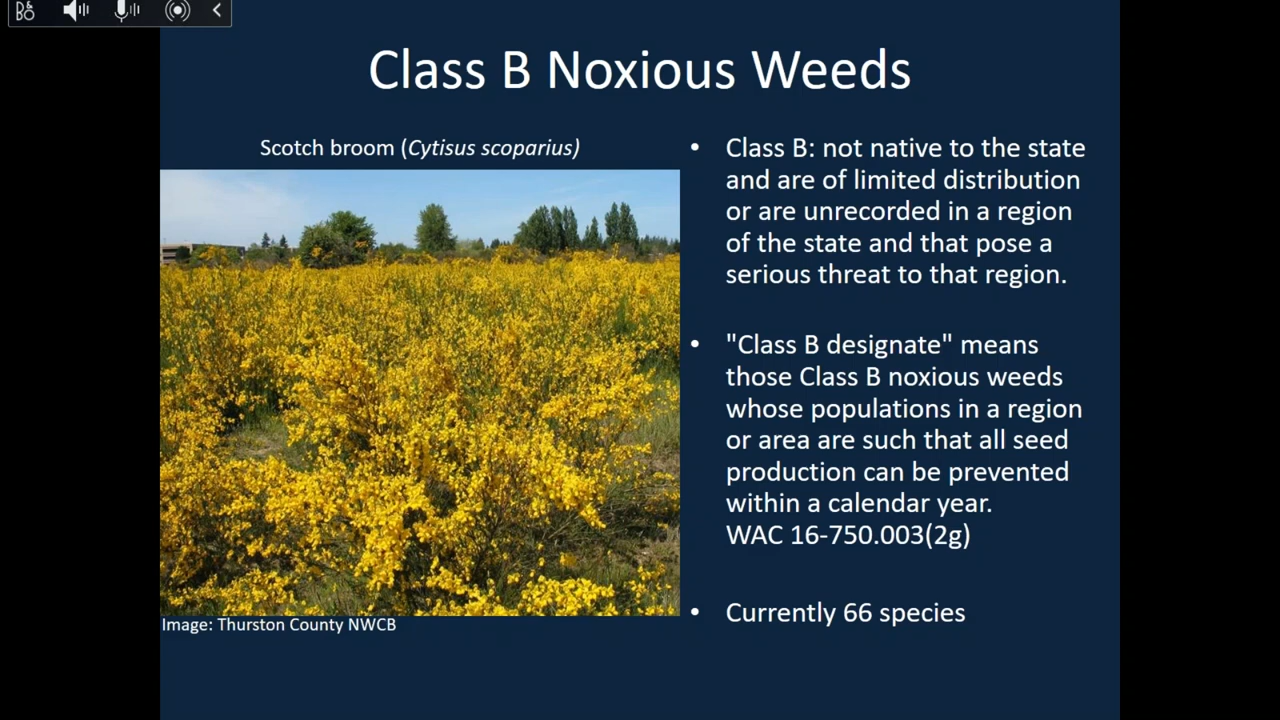 B&O
Class B Noxious Weeds
Scotch broom (Cytisus scoparius)
• Class B: not native to the state
and are of limited distribution
or are unrecorded in a region
of the state and that pose a
serious threat to that region.
• "Class B designate" means
those Class B noxious weeds
whose populations in a region
or area are such that all seed
production can be prevented
within a calendar year.
WAC 16-750.003(2g)
• Currently 66 species
Image: Thurston County NWCB